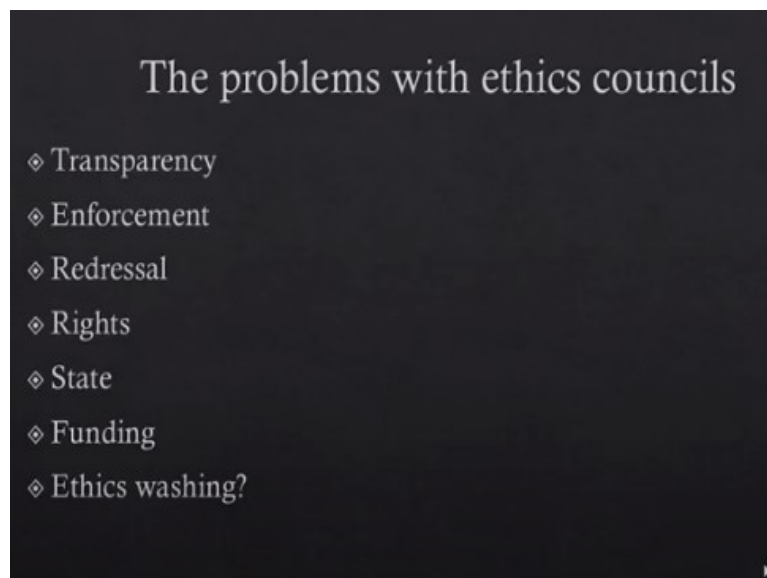 The problems with ethics councils
Transparency
Enforcement
Redressal
Rights
State
Funding
Ethics washing?